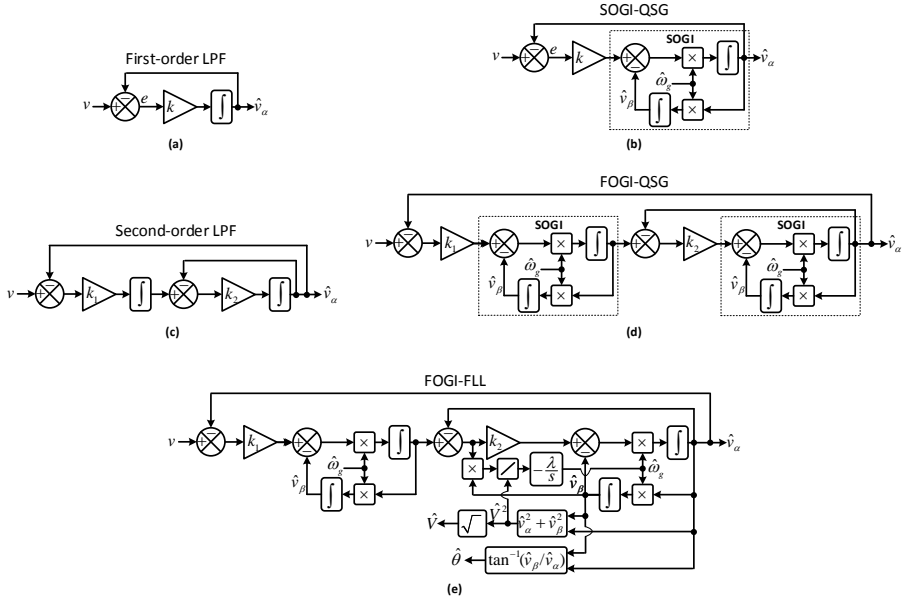 First-order LPF
v
e
k
∫
v̂α
(a)
SOGI-QSG
SOGI
v
e
k
×
∫
v̂α
ω̂g
v̂β
∫
×
(b)
Second-order LPF
v
k1
∫
k2
∫
v̂α
(c)
FOGI-QSG
SOGI
SOGI
v
k1
×
∫
k2
×
∫
v̂α
ω̂g
ω̂g
v̂β
∫
×
v̂β
∫
×
(d)
FOGI-FLL
v
k1
×
∫
k2
×
∫
v̂α
ω̂g
×
−λ/s
ω̂g
v̂β
∫
×
v̂β
∫
×
V̂
√
V̂²
v̂α² + v̂β²
θ̂
tan⁻¹(v̂β/v̂α)
(e)